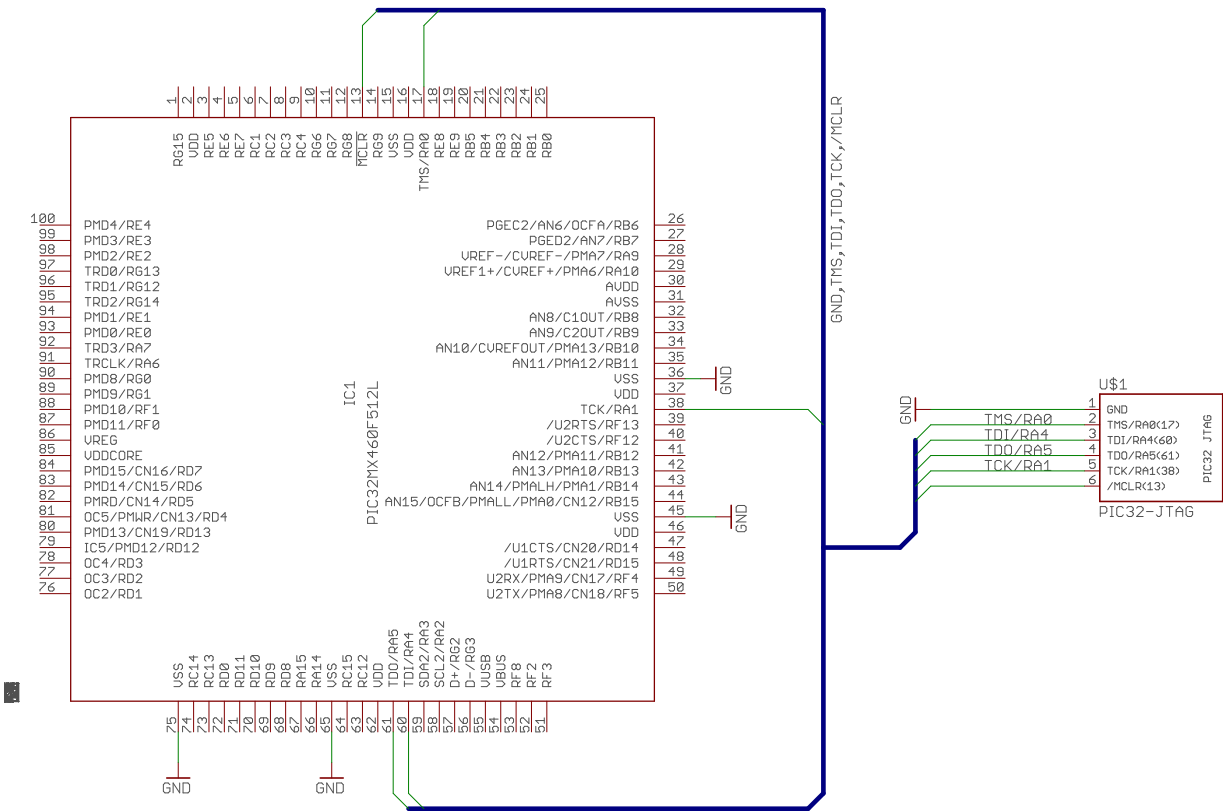 1
2
3
4
5
6
7
8
9
10
11
12
13
14
15
16
17
18
19
20
21
22
23
24
25
RG15
VDD
RE5
RE6
RE7
RC1
RC2
RC3
RC4
RG6
RG7
RG8
MCLR
RG9
VSS
VDD
TMS/RA0
RE8
RE9
RB5
RB4
RB3
RB2
RB1
RB0
100 PMD4/RE4
99 PMD3/RE3
98 PMD2/RE2
97 TRD0/RG13
96 TRD1/RG12
95 TRD2/RG14
94 PMD1/RE1
93 PMD0/RE0
92 TRD3/RA7
91 TRCLK/RA6
90 PMD8/RG0
89 PMD9/RG1
88 PMD10/RF1
87 PMD11/RF0
86 VREG
85 VDDCORE
84 PMD15/CN16/RD7
83 PMD14/CN15/RD6
82 PMRD/CN14/RD5
81 OC5/PMWR/CN13/RD4
80 PMD13/CN19/RD13
79 IC5/PMD12/RD12
78 OC4/RD3
77 OC3/RD2
76 OC2/RD1
IC1
PIC32MX460F512L
PGEC2/AN6/OCFA/RB6 26
PGED2/AN7/RB7 27
VREF-/CVREF-/PMA7/RA9 28
VREF1+/CVREF+/PMA6/RA10 29
AVDD 30
AVSS 31
AN8/C1OUT/RB8 32
AN9/C2OUT/RB9 33
AN10/CVREFOUT/PMA13/RB10 34
AN11/PMA12/RB11 35
VSS 36
VDD 37
TCK/RA1 38
/U2RTS/RF13 39
/U2CTS/RF12 40
AN12/PMA11/RB12 41
AN13/PMA10/RB13 42
AN14/PMALH/PMA1/RB14 43
AN15/OCFB/PMALL/PMA0/CN12/RB15 44
VSS 45
VDD 46
/U1CTS/CN20/RD14 47
/U1RTS/CN21/RD15 48
U2RX/PMA9/CN17/RF4 49
U2TX/PMA8/CN18/RF5 50
GND
GND
VSS
RC14
RC13
RD0
RD11
RD10
RD9
RD8
RA15
RA14
VSS
RC15
RC12
VDD
TDO/RA5
TDI/RA4
SDA2/RA3
SCL2/RA2
D+/RG2
D-/RG3
VUSB
VBUS
RF8
RF2
RF3
75
74
73
72
71
70
69
68
67
66
65
64
63
62
61
60
59
58
57
56
55
54
53
52
51
GND
GND
GND,TMS,TDI,TDO,TCK,/MCLR
GND
TMS/RA0
TDI/RA4
TDO/RA5
TCK/RA1
U$1
1 GND
2 TMS/RA0(17)
3 TDI/RA4(60)
4 TDO/RA5(61)
5 TCK/RA1(38)
6 /MCLR(13)
PIC32 JTAG
PIC32-JTAG